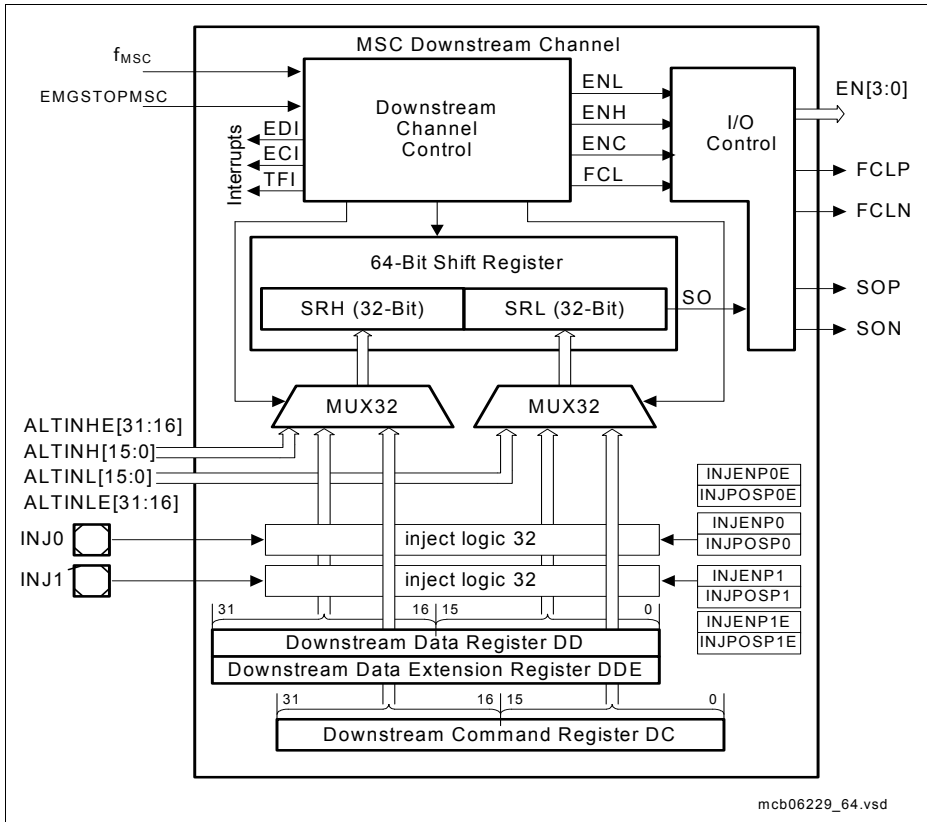 MSC Downstream Channel
fMSC
EMGSTOPMSC
Interrupts
EDI
ECI
TFI
Downstream
Channel
Control
ENL
ENH
ENC
FCL
I/O
Control
EN[3:0]
FCLP
FCLN
SOP
SON
64-Bit Shift Register
SRH (32-Bit)
SRL (32-Bit)
SO
MUX32
MUX32
ALTINHE[31:16]
ALTINH[15:0]
ALTINL[15:0]
ALTINLE[31:16]
INJENP0E
INJPOSP0E
INJ0
inject logic 32
INJENP0
INJPOSP0
INJ1
inject logic 32
INJENP1
INJPOSP1
INJENP1E
INJPOSP1E
31 16 15 0
Downstream Data Register DD
Downstream Data Extension Register DDE
31 16 15 0
Downstream Command Register DC
mcb06229_64.vsd